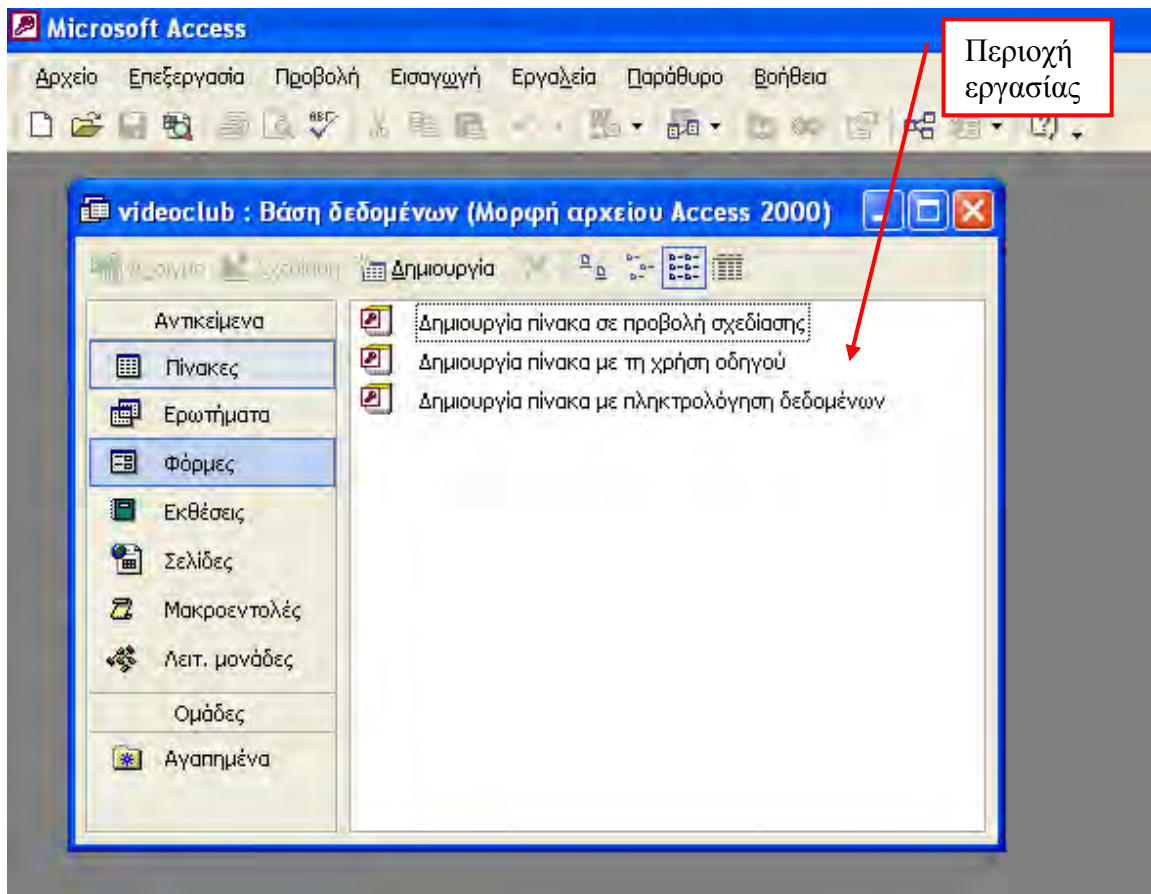 Microsoft Access
Περιοχή
εργασίας
Αρχείο Επεξεργασία Προβολή Εισαγωγή Εργαλεία Παράθυρο Βοήθεια
videoclub : Βάση δεδομένων (Μορφή αρχείου Access 2000)
Δημιουργία
Αντικείμενα
Πίνακες
Ερωτήματα
Φόρμες
Εκθέσεις
Σελίδες
Μακροεντολές
Λειτ. μονάδες
Ομάδες
Αγαπημένα
Δημιουργία πίνακα σε προβολή σχεδίασης
Δημιουργία πίνακα με τη χρήση οδηγού
Δημιουργία πίνακα με πληκτρολόγηση δεδομένων